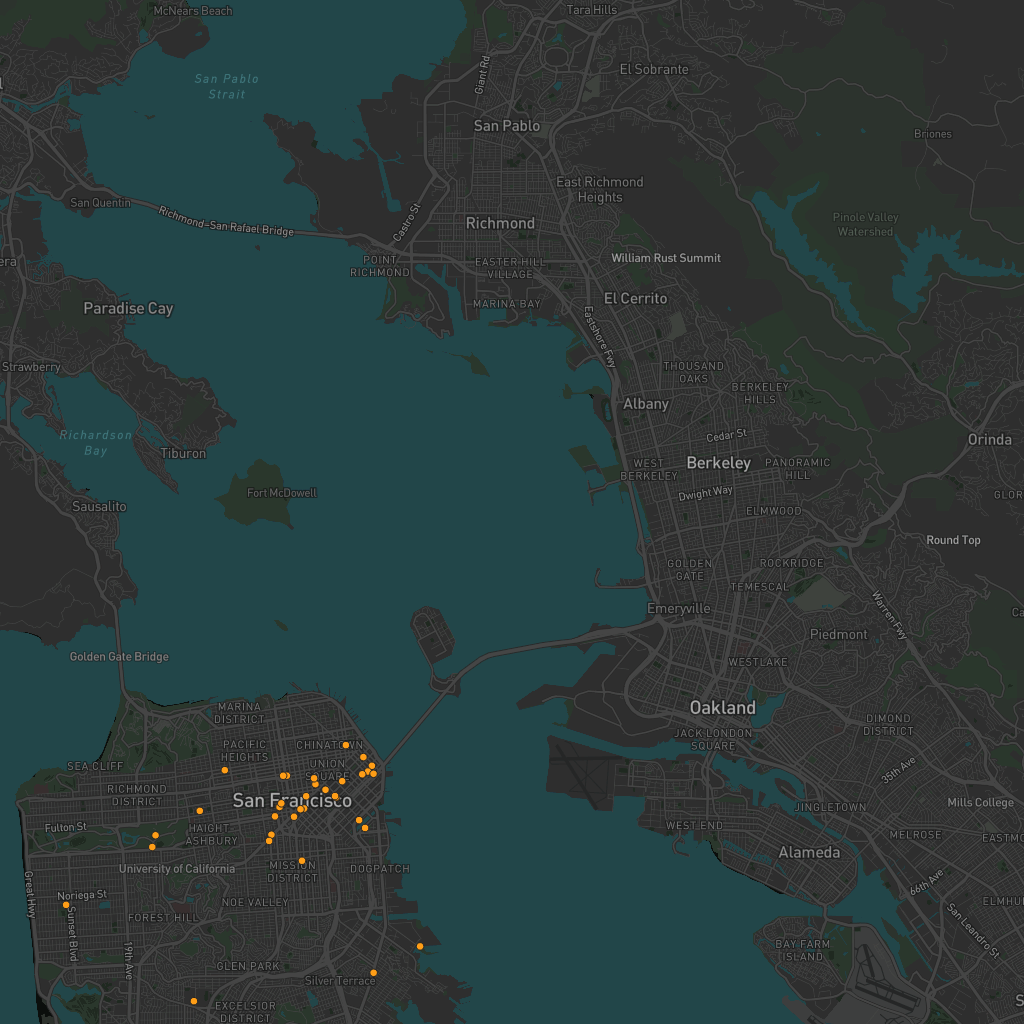 McNears Beach
Tara Hills
San Pablo
Strait
Giant Rd
El Sobrante
San Pablo
Briones
East Richmond
Heights
San Quentin
Richmond-San Rafael Bridge
Castro St
Richmond
Pinole Valley
Watershed
era
POINT
RICHMOND
EASTER HILL
VILLAGE
William Rust Summit
MARINA BAY
El Cerrito
Paradise Cay
Eastshore Fwy
Strawberry
THOUSAND
OAKS
BERKELEY
HILLS
Albany
Richardson
Bay
Cedar St
Orinda
Tiburon
WEST
BERKELEY
Berkeley
PANORAMIC
HILL
Fort McDowell
Dwight Way
GLOR
Sausalito
ELMWOOD
Round Top
GOLDEN
GATE
ROCKRIDGE
TEMESCAL
Emeryville
Warren Fwy
Ca
Piedmont
Golden Gate Bridge
WESTLAKE
MARINA
DISTRICT
Oakland
DIMOND
DISTRICT
JACK LONDON
SQUARE
PACIFIC
HEIGHTS
CHINATOWN
SEA CLIFF
UNION
SQUARE
35th Ave
RICHMOND
DISTRICT
San Francisco
JINGLETOWN
Mills College
Fulton St
HAIGHT
ASHBURY
WEST END
MELROSE
EASTM
Alameda
University of California
MISSION
DISTRICT
DOGPATCH
66th Ave
Great Hwy
Noriega St
NOE VALLEY
ELMHU
Sunset Blvd
FOREST HILL
San Leandro St
19th Ave
BAY FARM
ISLAND
GLEN PARK
Silver Terrace
EXCELSIOR
DISTRICT
S